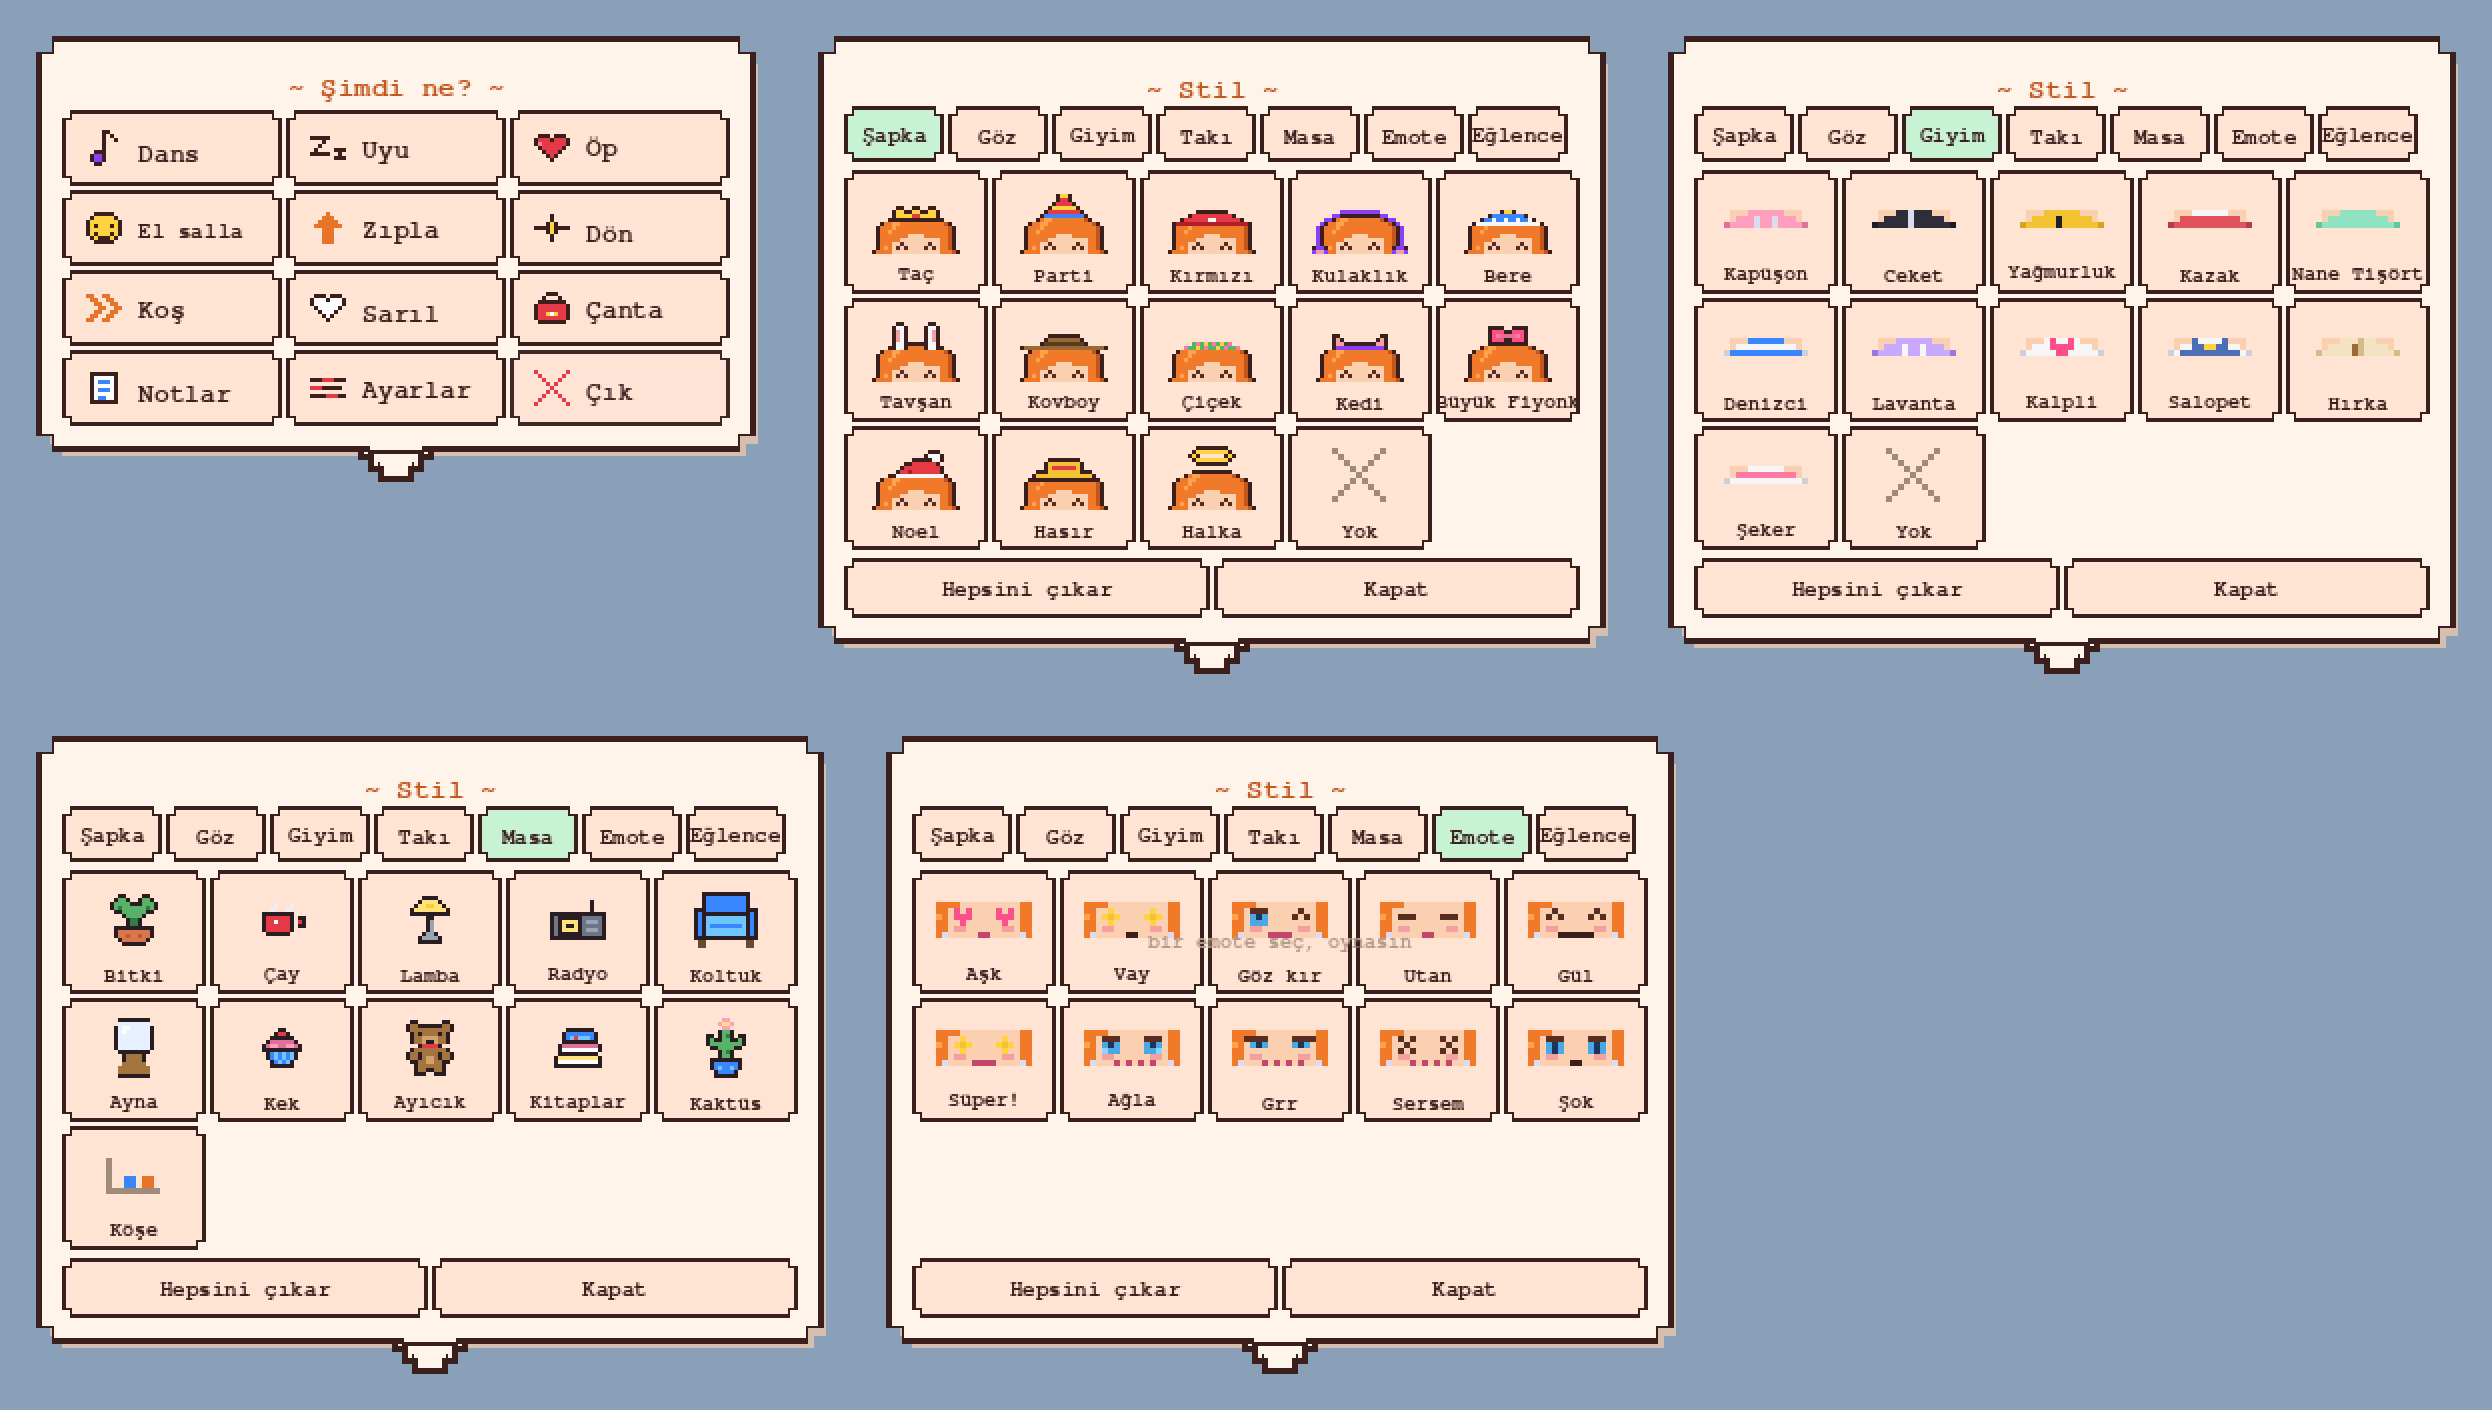 ~ Şimdi ne? ~
Dans Uyu Öp
El salla Zıpla Dön
Koş Sarıl Çanta
Notlar Ayarlar Çık
~ Stil ~
Şapka Göz Giyim Takı Masa Emote Eğlence
Taç Parti Kırmızı Kulaklık Bere
Tavşan Kovboy Çiçek Kedi Büyük Fiyonk
Noel Hasır Halka Yok
Hepsini çıkar Kapat
~ Stil ~
Şapka Göz Giyim Takı Masa Emote Eğlence
Kapüşon Ceket Yağmurluk Kazak Nane Tişört
Denizci Lavanta Kalpli Salopet Hırka
Şeker Yok
Hepsini çıkar Kapat
~ Stil ~
Şapka Göz Giyim Takı Masa Emote Eğlence
Bitki Çay Lamba Radyo Koltuk
Ayna Kek Ayıcık Kitaplar Kaktüs
Köşe
Hepsini çıkar Kapat
~ Stil ~
Şapka Göz Giyim Takı Masa Emote Eğlence
bir emote seç, oynasın
Aşk Vay Göz kır Utan Gül
Süper! Ağla Grr Sersem Şok
Hepsini çıkar Kapat